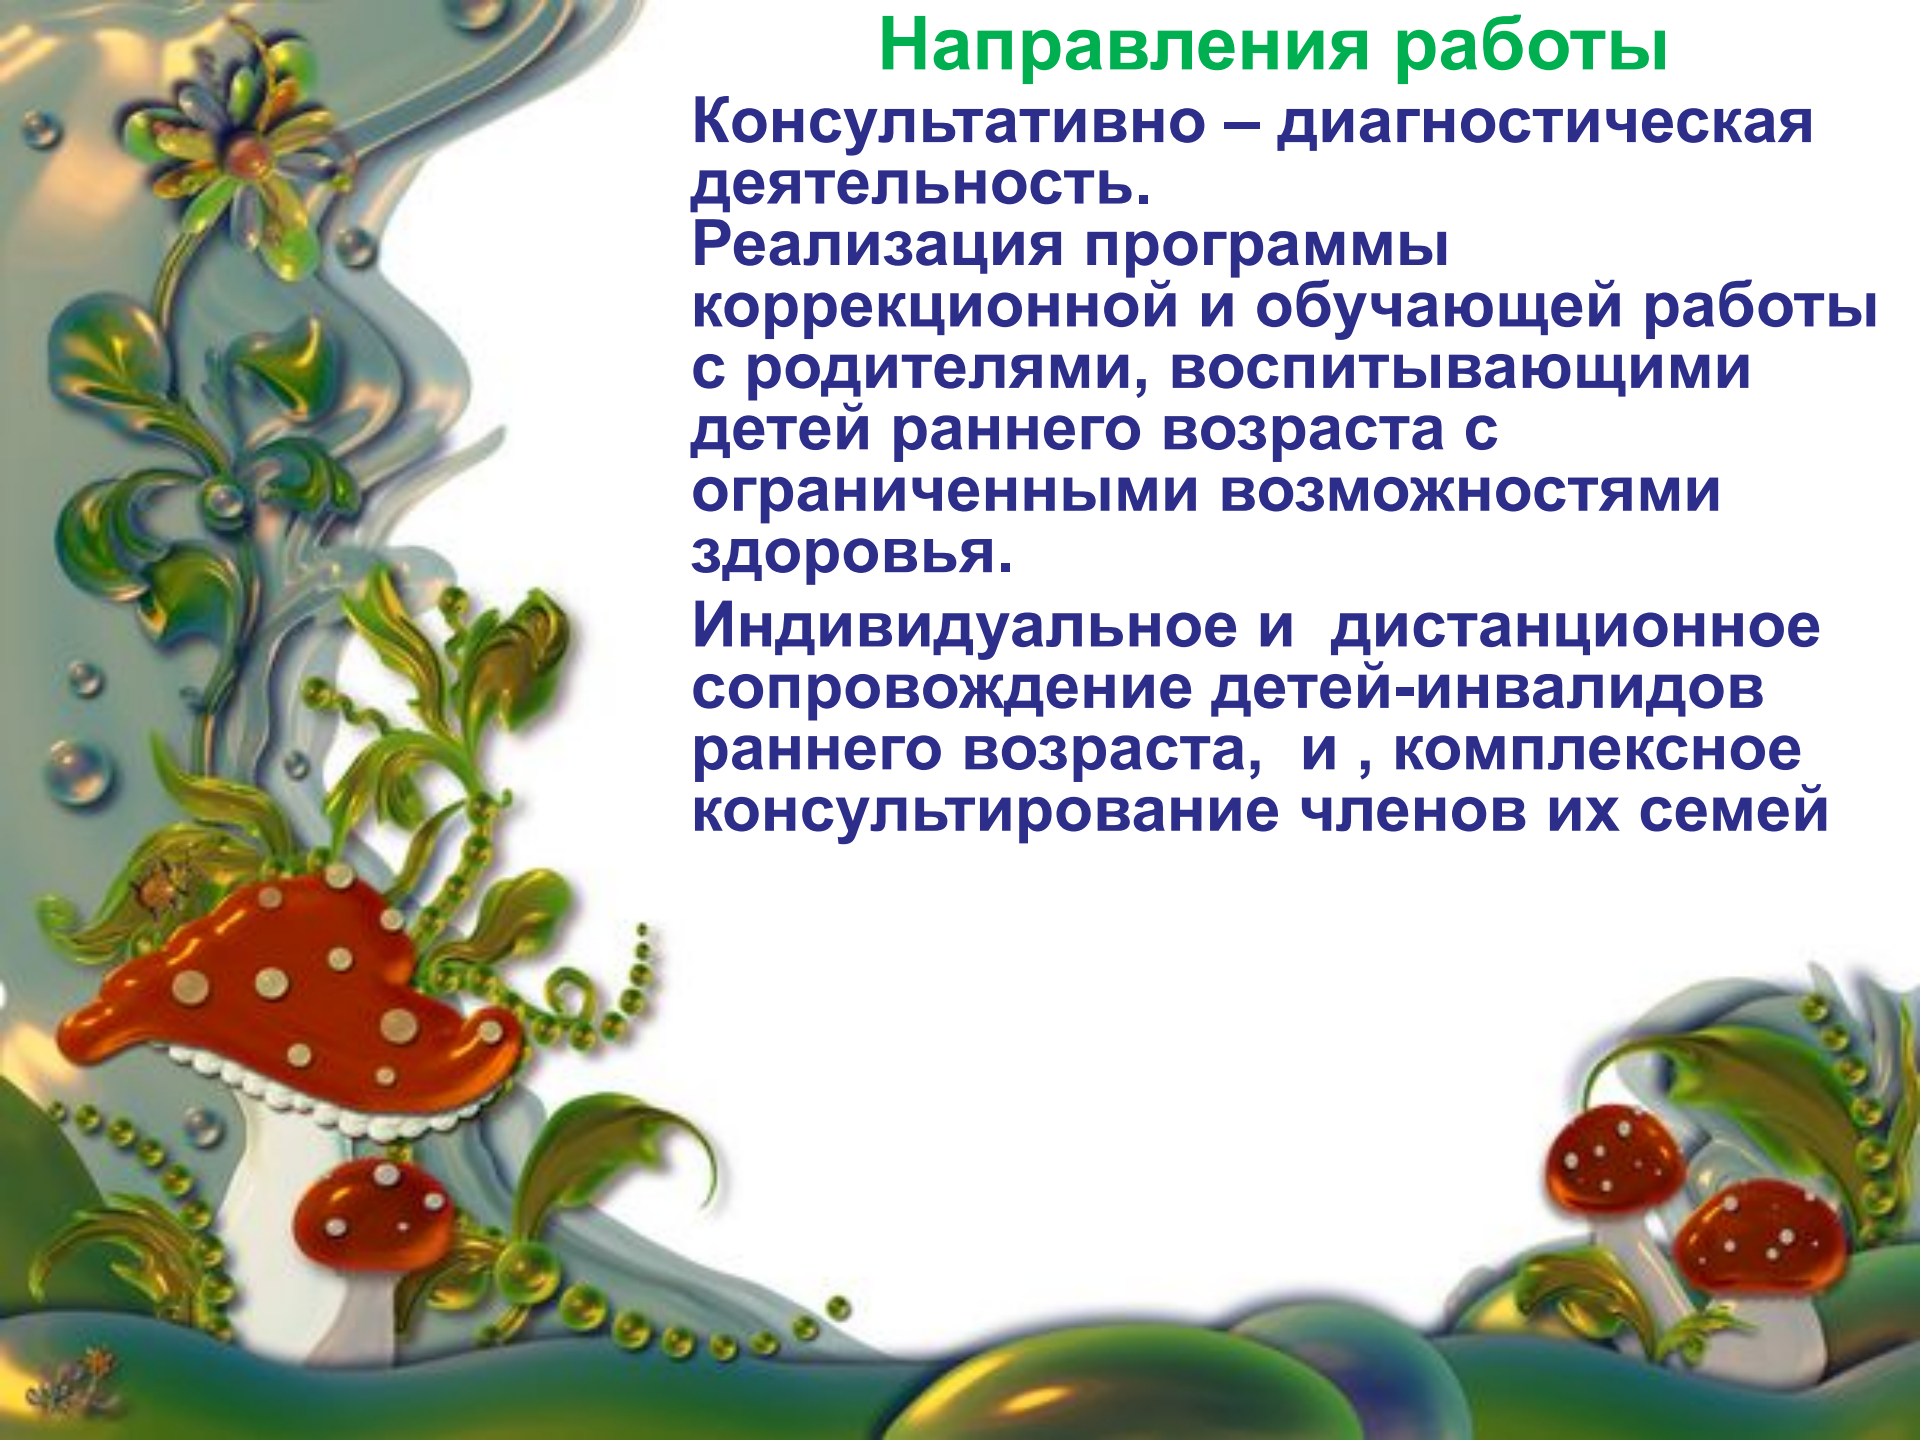 Направления работы
Консультативно – диагностическая
деятельность.
Реализация программы
коррекционной и обучающей работы
с родителями, воспитывающими
детей раннего возраста с
ограниченными возможностями
здоровья.
Индивидуальное и  дистанционное
сопровождение детей-инвалидов
раннего возраста,  и , комплексное
консультирование членов их семей